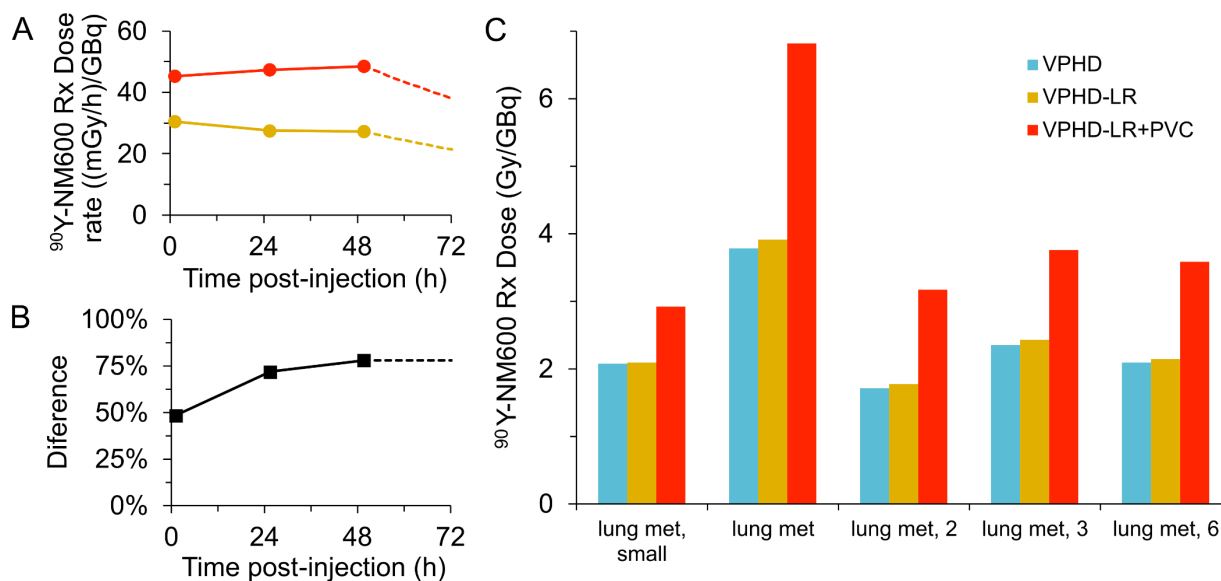 A
⁹⁰Y-NM600 Rx Dose
rate ((mGy/h)/GBq)
60
40
20
0
0 24 48 72
Time post-injection (h)
B
Diference
100%
75%
50%
25%
0%
0 24 48 72
Time post-injection (h)
C
⁹⁰Y-NM600 Rx Dose (Gy/GBq)
6
4
2
0
VPHD
VPHD-LR
VPHD-LR+PVC
lung met, small
lung met
lung met, 2
lung met, 3
lung met, 6